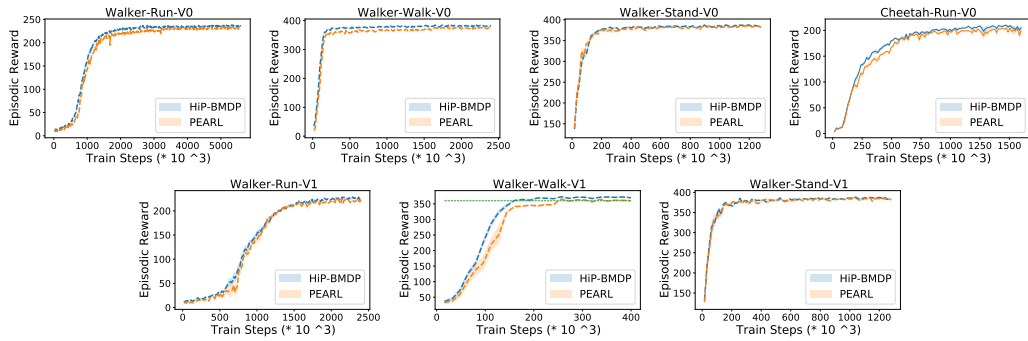 Walker-Run-V0
Episodic Reward
250
200
150
100
50
0
0 1000 2000 3000 4000 5000
Train Steps (* 10 ^3)
HiP-BMDP
PEARL
Walker-Walk-V0
Episodic Reward
400
300
200
100
0
0 500 1000 1500 2000 2500
Train Steps (* 10 ^3)
HiP-BMDP
PEARL
Walker-Stand-V0
Episodic Reward
400
350
300
250
200
150
0 200 400 600 800 1000 1200
Train Steps (* 10 ^3)
HiP-BMDP
PEARL
Cheetah-Run-V0
Episodic Reward
200
150
100
50
0
0 250 500 750 1000 1250 1500
Train Steps (* 10 ^3)
HiP-BMDP
PEARL
Walker-Run-V1
Episodic Reward
200
150
100
50
0
0 500 1000 1500 2000 2500
Train Steps (* 10 ^3)
HiP-BMDP
PEARL
Walker-Walk-V1
Episodic Reward
350
300
250
200
150
100
50
0 100 200 300 400
Train Steps (* 10 ^3)
HiP-BMDP
PEARL
Walker-Stand-V1
Episodic Reward
400
350
300
250
200
150
0 200 400 600 800 1000 1200
Train Steps (* 10 ^3)
HiP-BMDP
PEARL